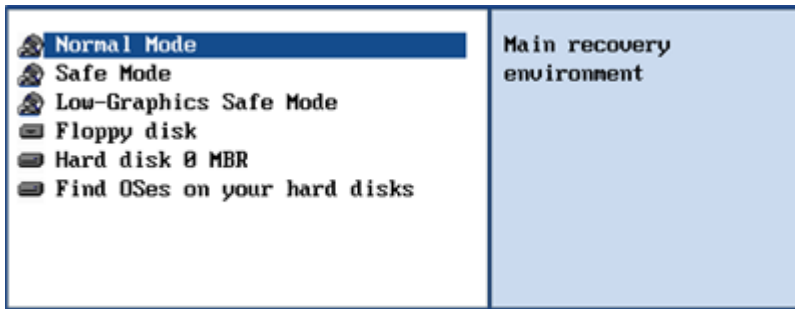 Normal Mode
Safe Mode
Low-Graphics Safe Mode
Floppy disk
Hard disk 0 MBR
Find OSes on your hard disks
Main recovery
environment